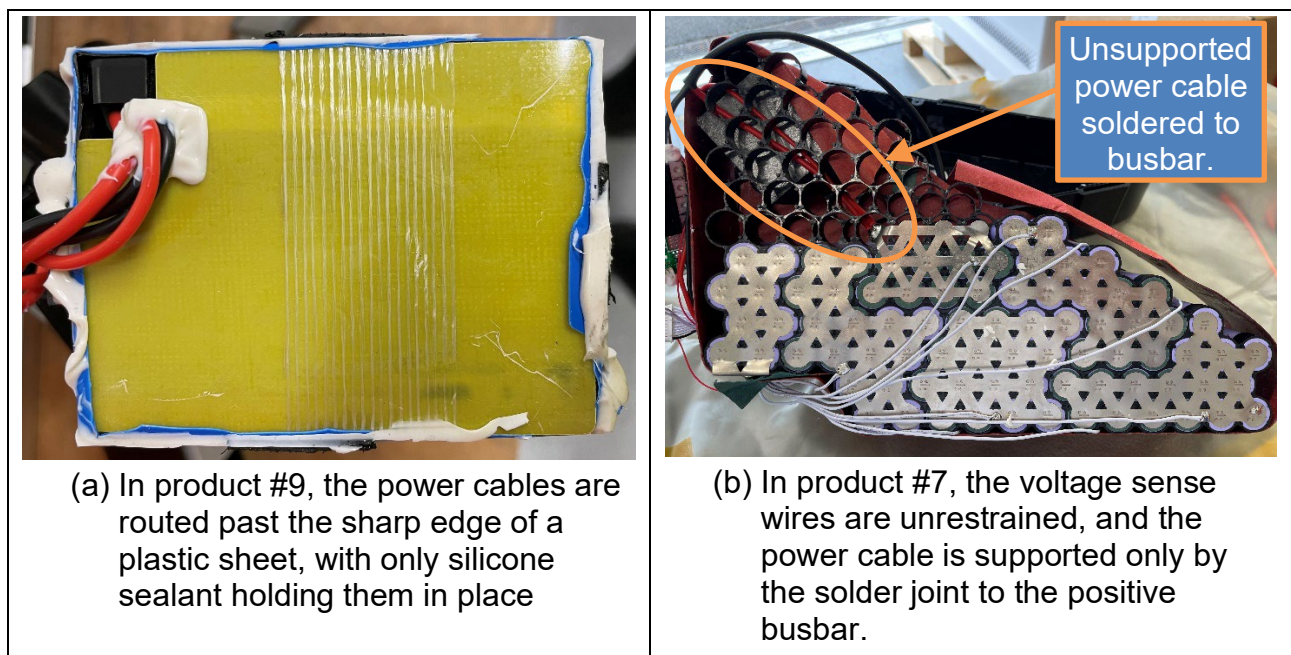 Unsupported
power cable
soldered to
busbar.
(a) In product #9, the power cables are
routed past the sharp edge of a
plastic sheet, with only silicone
sealant holding them in place
(b) In product #7, the voltage sense
wires are unrestrained, and the
power cable is supported only by
the solder joint to the positive
busbar.